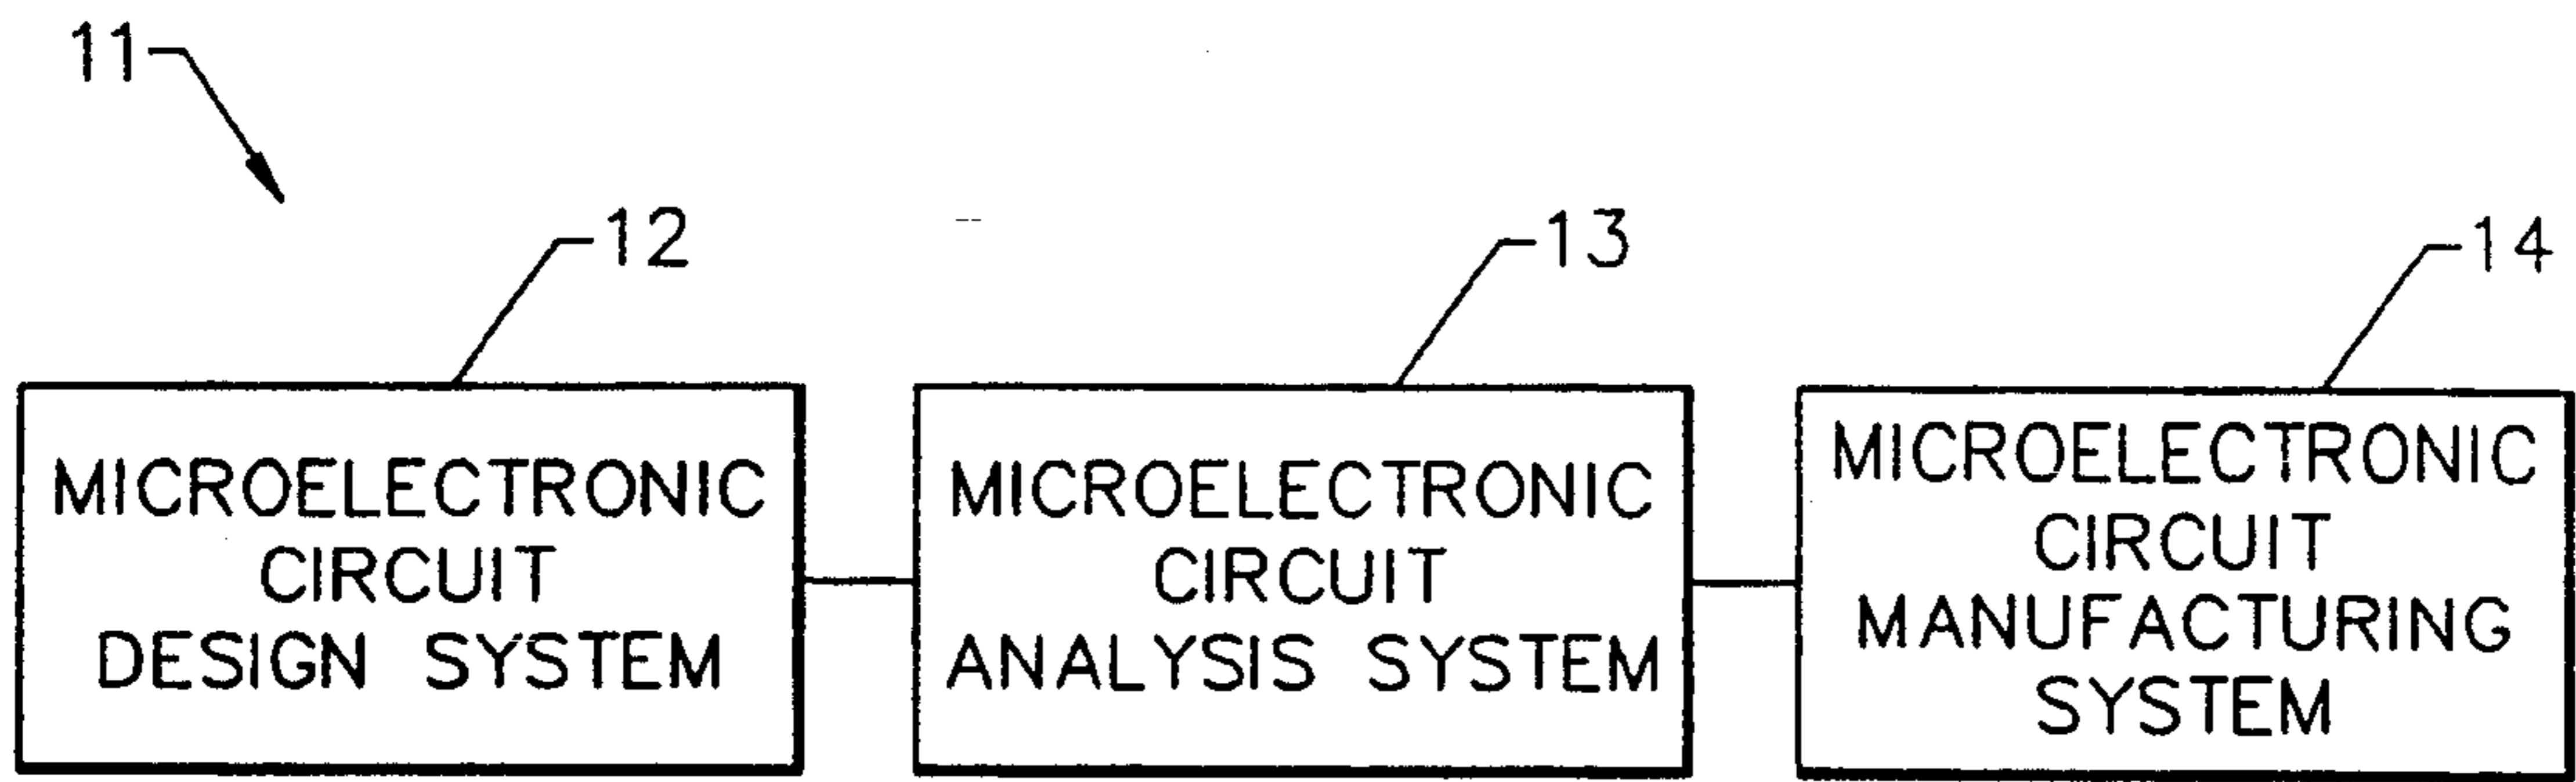 11
12
13
14
MICROELECTRONIC
CIRCUIT
DESIGN SYSTEM
MICROELECTRONIC
CIRCUIT
ANALYSIS SYSTEM
MICROELECTRONIC
CIRCUIT
MANUFACTURING
SYSTEM